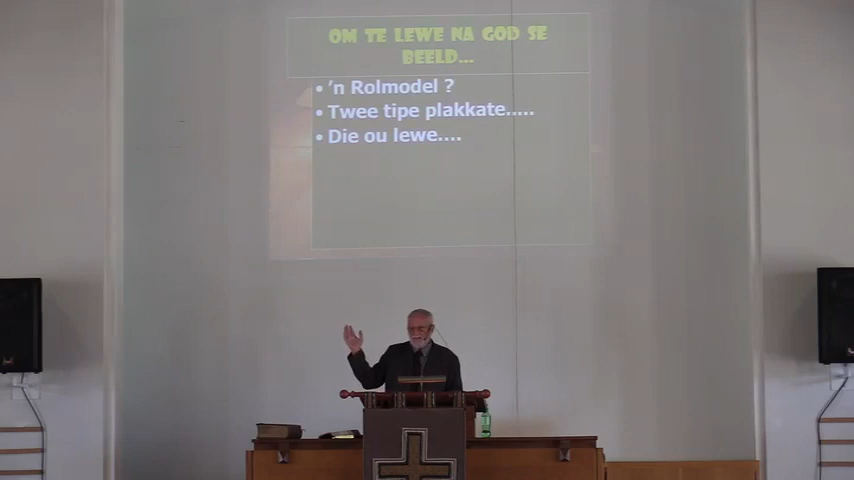 OM TE LEWE NA GOD SE
BEELD...
• 'n Rolmodel ?
• Twee tipe plakkate.....
• Die ou lewe....